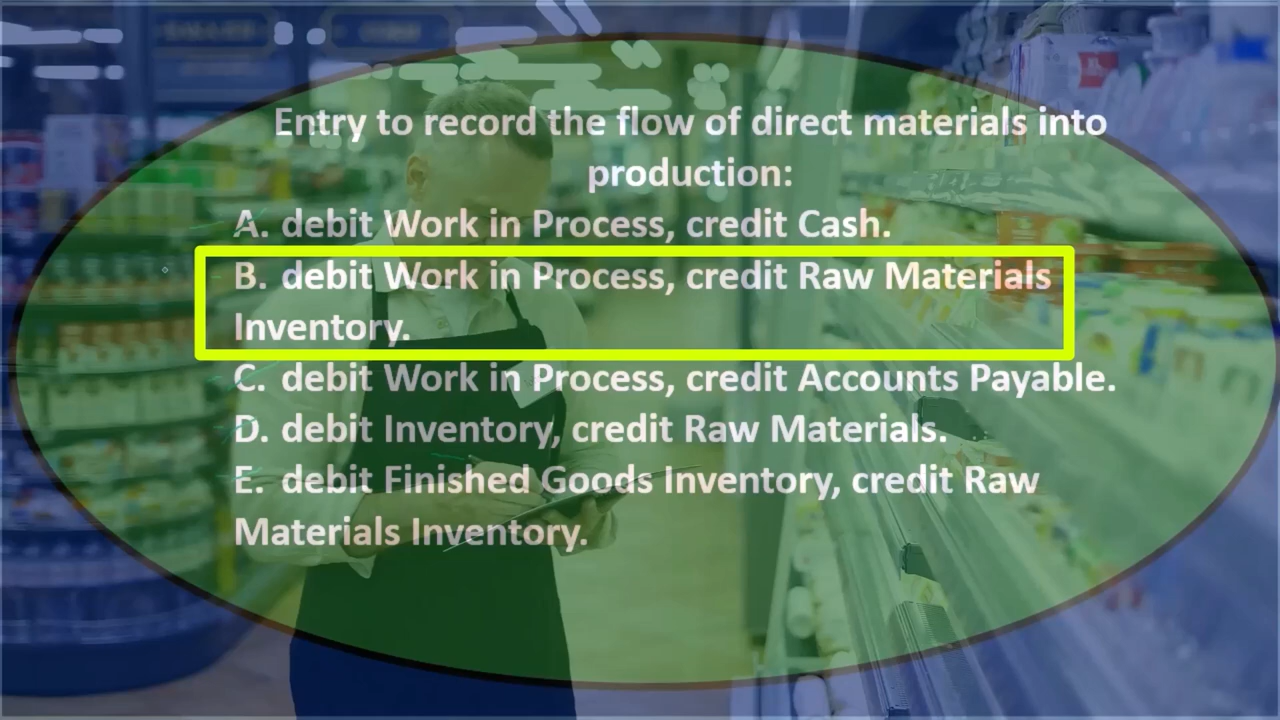 Entry to record the flow of direct materials into
production:
A. debit Work in Process, credit Cash.
B. debit Work in Process, credit Raw Materials
Inventory.
C. debit Work in Process, credit Accounts Payable.
D. debit Inventory, credit Raw Materials.
E. debit Finished Goods Inventory, credit Raw
Materials Inventory.